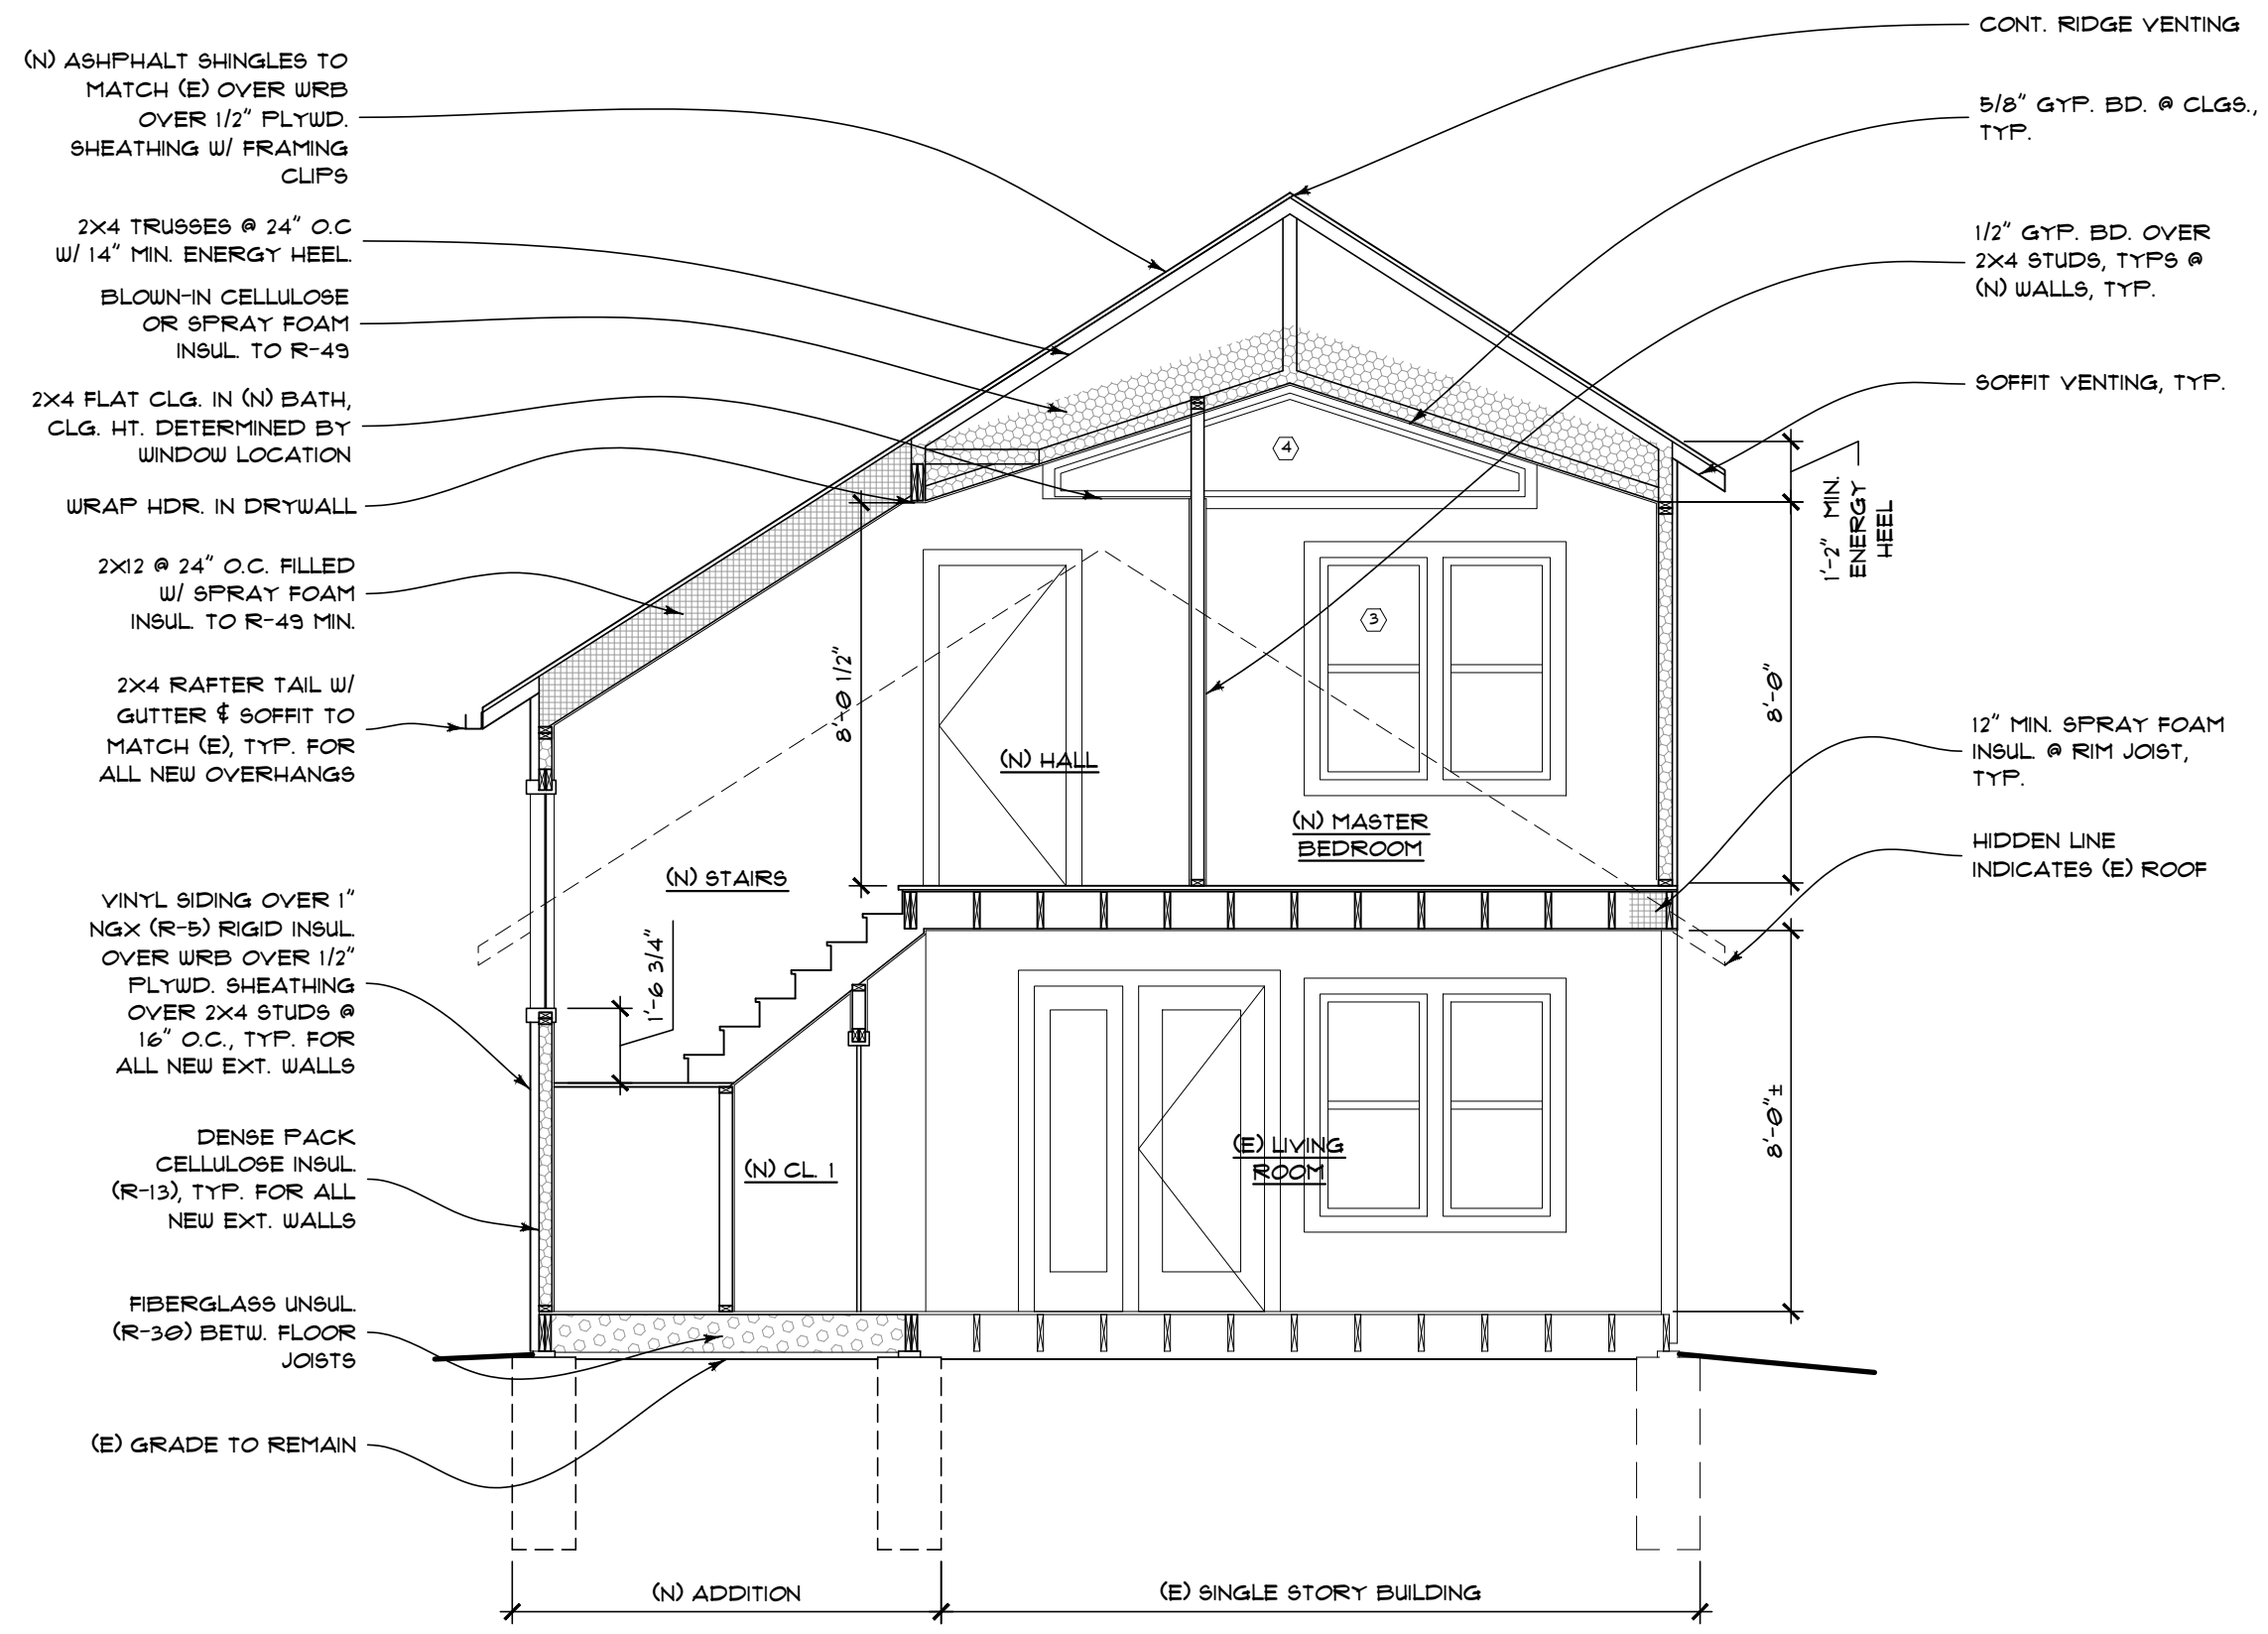 (N) ASHPHALT SHINGLES TO
MATCH (E) OVER WRB
OVER 1/2" PLYWD.
SHEATHING W/ FRAMING
CLIPS
2X4 TRUSSES @ 24" O.C
W/ 14" MIN. ENERGY HEEL.
BLOWN-IN CELLULOSE
OR SPRAY FOAM
INSUL. TO R-49
2X4 FLAT CLG. IN (N) BATH,
CLG. HT. DETERMINED BY
WINDOW LOCATION
WRAP HDR. IN DRYWALL
2X12 @ 24" O.C. FILLED
W/ SPRAY FOAM
INSUL. TO R-49 MIN.
2X4 RAFTER TAIL W/
GUTTER & SOFFIT TO
MATCH (E), TYP. FOR
ALL NEW OVERHANGS
VINYL SIDING OVER 1"
NGX (R-5) RIGID INSUL.
OVER WRB OVER 1/2"
PLYWD. SHEATHING
OVER 2X4 STUDS @
16" O.C., TYP. FOR
ALL NEW EXT. WALLS
DENSE PACK
CELLULOSE INSUL.
(R-13), TYP. FOR ALL
NEW EXT. WALLS
FIBERGLASS UNSUL.
(R-30) BETW. FLOOR
JOISTS
(E) GRADE TO REMAIN
4
3
8'-0 1/2"
(N) HALL
(N) MASTER
BEDROOM
(N) STAIRS
1'-6 3/4"
(N) CL. 1
(E) LIVING
ROOM
(N) ADDITION
(E) SINGLE STORY BUILDING
CONT. RIDGE VENTING
5/8" GYP. BD. @ CLGS.,
TYP.
1/2" GYP. BD. OVER
2X4 STUDS, TYPS @
(N) WALLS, TYP.
SOFFIT VENTING, TYP.
1'-2" MIN.
ENERGY
HEEL
8'-0"
12" MIN. SPRAY FOAM
INSUL. @ RIM JOIST,
TYP.
HIDDEN LINE
INDICATES (E) ROOF
8'-0"±